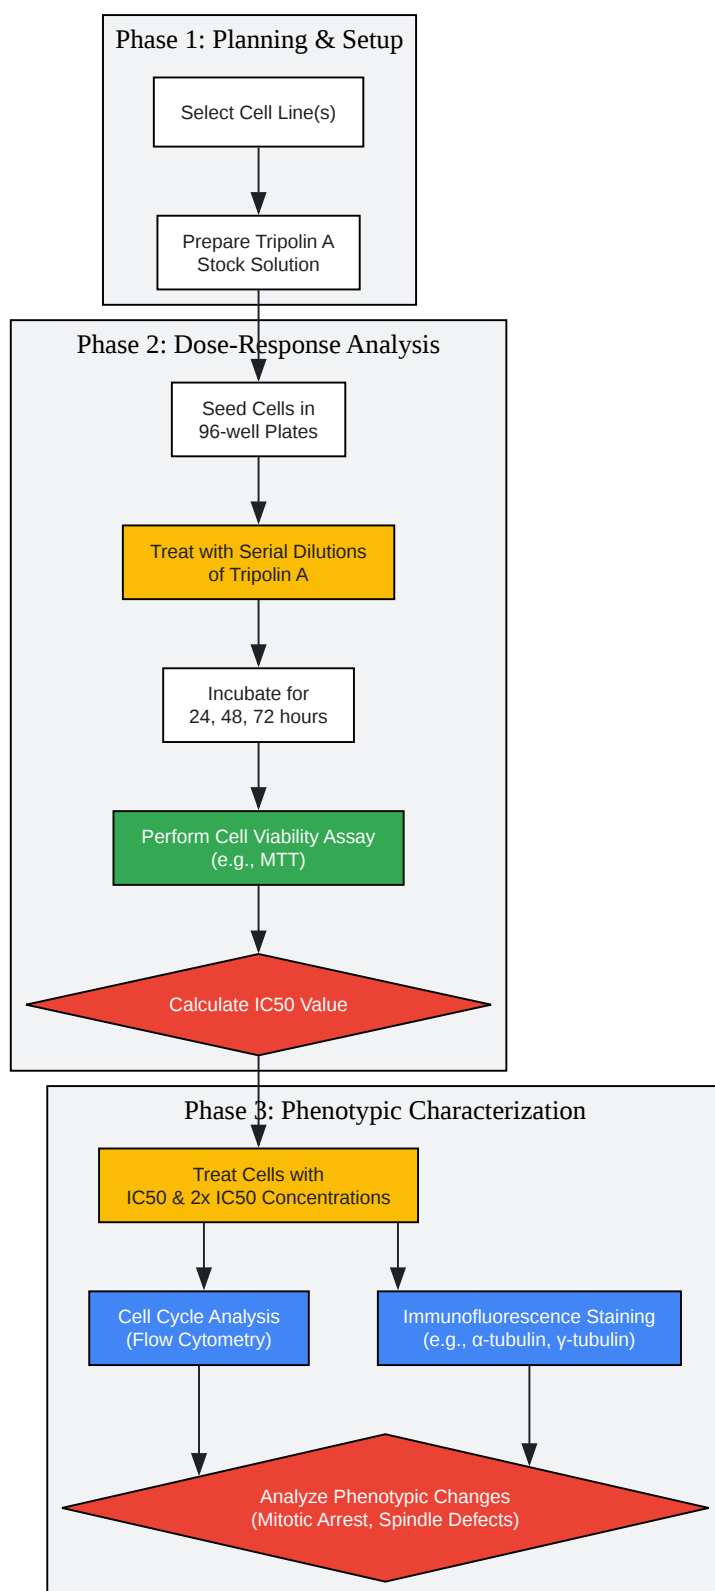 Phase 1: Planning & Setup
Select Cell Line(s)
Prepare Tripolin A
Stock Solution
Phase 2: Dose-Response Analysis
Seed Cells in
96-well Plates
Treat with Serial Dilutions
of Tripolin A
Incubate for
24, 48, 72 hours
Perform Cell Viability Assay
(e.g., MTT)
Calculate IC50 Value
Phase 3: Phenotypic Characterization
Treat Cells with
IC50 & 2x IC50 Concentrations
Cell Cycle Analysis
(Flow Cytometry)
Immunofluorescence Staining
(e.g., α-tubulin, γ-tubulin)
Analyze Phenotypic Changes
(Mitotic Arrest, Spindle Defects)